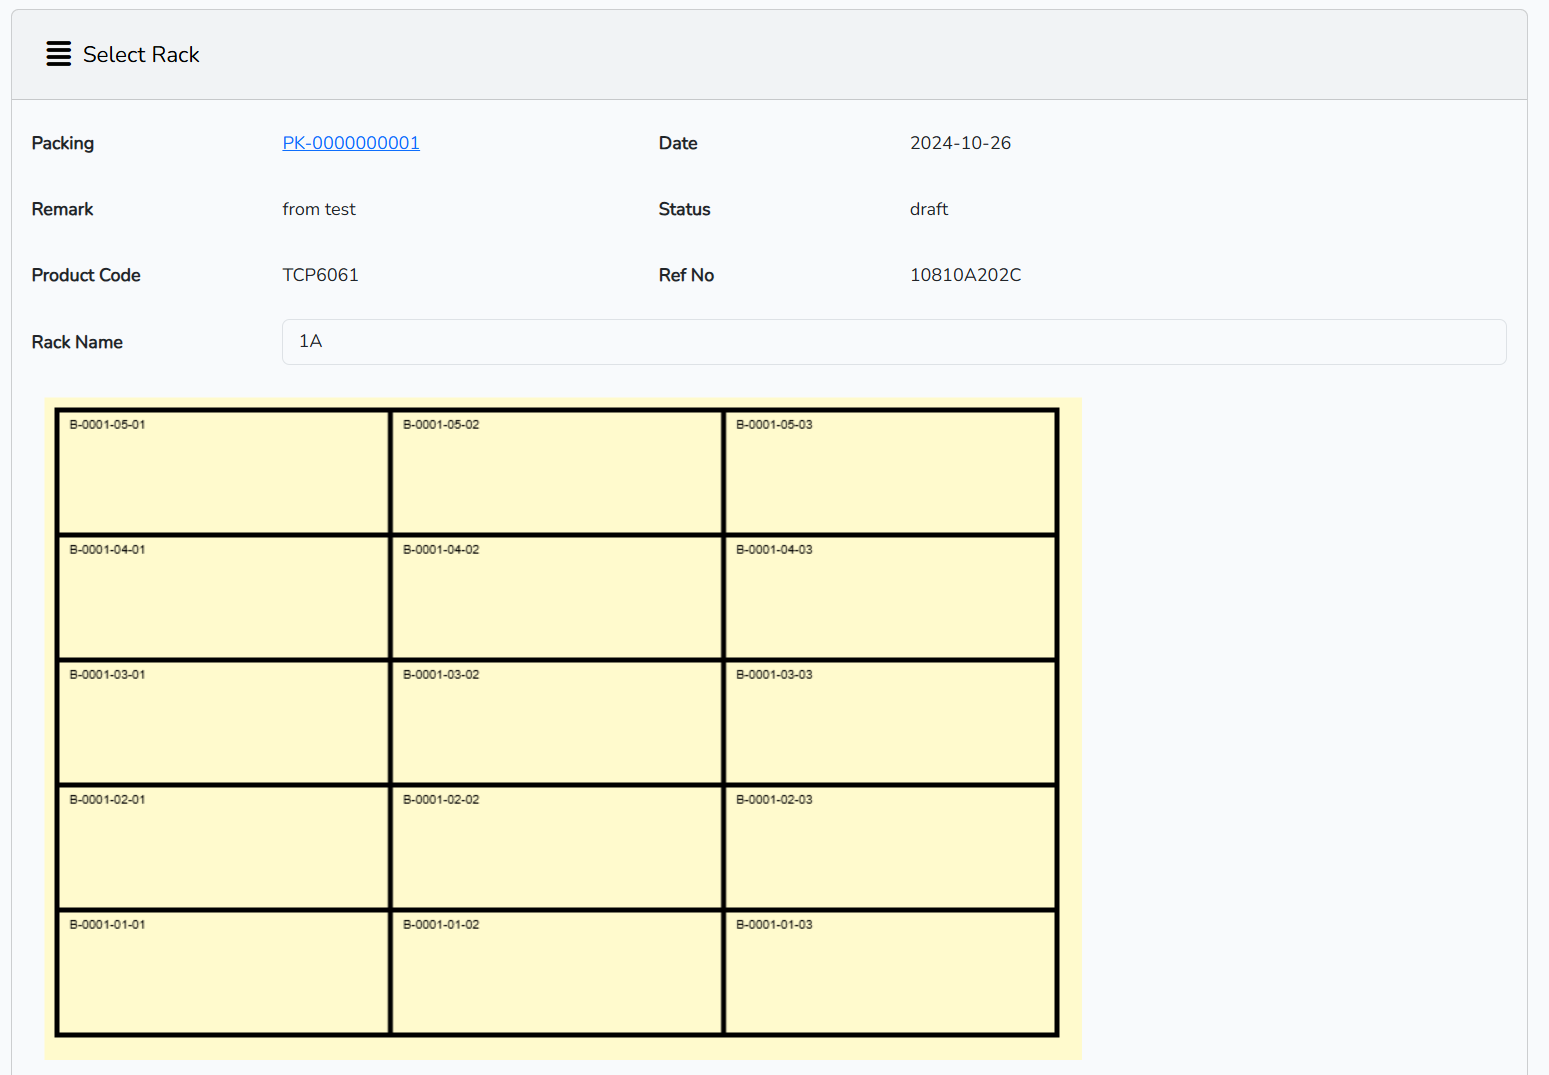 Select Rack
Packing PK-0000000001 Date 2024-10-26
Remark from test Status draft
Product Code TCP6061 Ref No 10810A202C
Rack Name 1A
B-0001-05-01 B-0001-05-02 B-0001-05-03
B-0001-04-01 B-0001-04-02 B-0001-04-03
B-0001-03-01 B-0001-03-02 B-0001-03-03
B-0001-02-01 B-0001-02-02 B-0001-02-03
B-0001-01-01 B-0001-01-02 B-0001-01-03